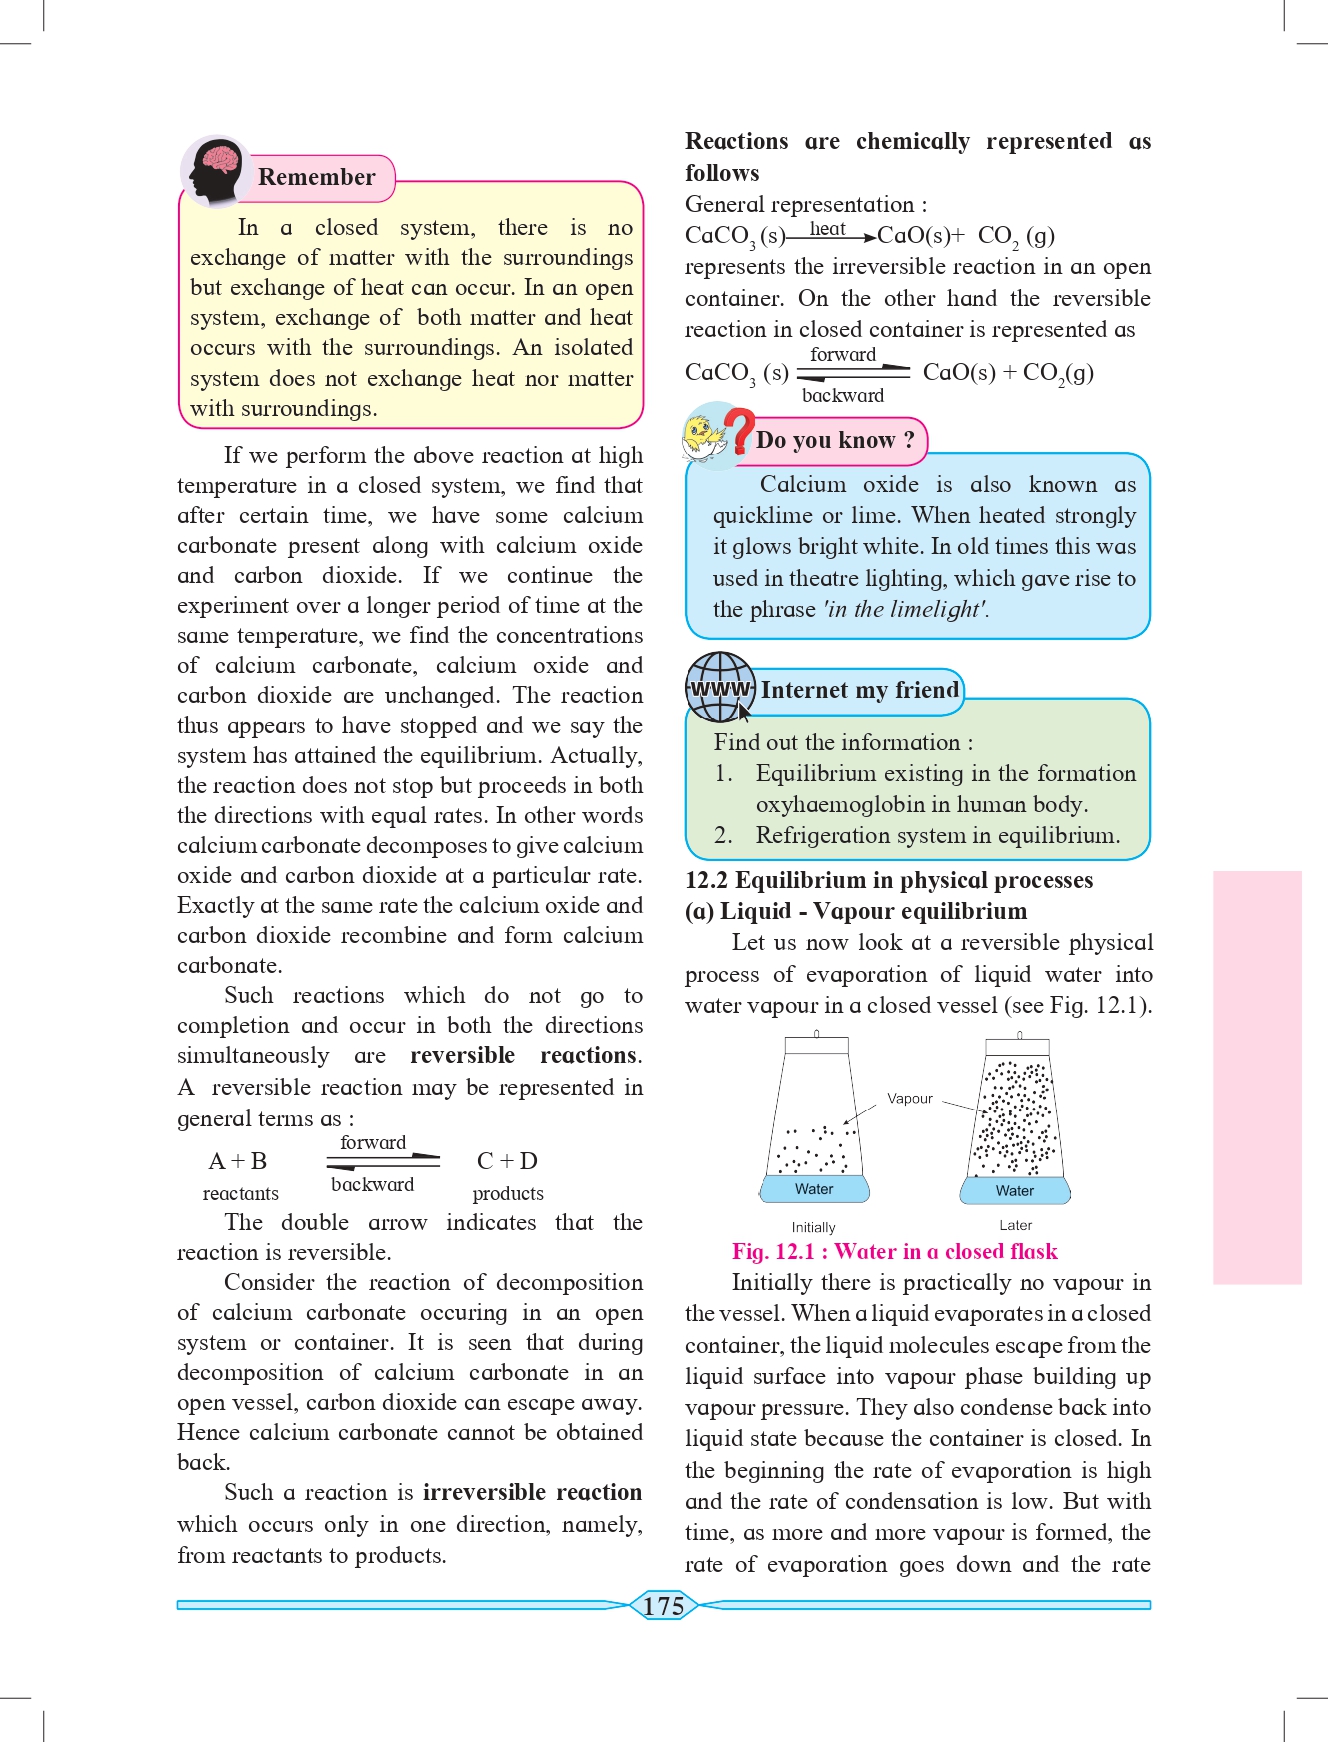 Remember
In a closed system, there is no
exchange of matter with the surroundings
but exchange of heat can occur. In an open
system, exchange of both matter and heat
occurs with the surroundings. An isolated
system does not exchange heat nor matter
with surroundings.
If we perform the above reaction at high
temperature in a closed system, we find that
after certain time, we have some calcium
carbonate present along with calcium oxide
and carbon dioxide. If we continue the
experiment over a longer period of time at the
same temperature, we find the concentrations
of calcium carbonate, calcium oxide and
carbon dioxide are unchanged. The reaction
thus appears to have stopped and we say the
system has attained the equilibrium. Actually,
the reaction does not stop but proceeds in both
the directions with equal rates. In other words
calcium carbonate decomposes to give calcium
oxide and carbon dioxide at a particular rate.
Exactly at the same rate the calcium oxide and
carbon dioxide recombine and form calcium
carbonate.
Such reactions which do not go to
completion and occur in both the directions
simultaneously are reversible reactions.
A reversible reaction may be represented in
general terms as :
forward
A + B ⇌ C + D
backward
reactants products
The double arrow indicates that the
reaction is reversible.
Consider the reaction of decomposition
of calcium carbonate occuring in an open
system or container. It is seen that during
decomposition of calcium carbonate in an
open vessel, carbon dioxide can escape away.
Hence calcium carbonate cannot be obtained
back.
Such a reaction is irreversible reaction
which occurs only in one direction, namely,
from reactants to products.
Reactions are chemically represented as
follows
General representation :
CaCO₃ (s) heat → CaO(s)+ CO₂ (g)
represents the irreversible reaction in an open
container. On the other hand the reversible
reaction in closed container is represented as
forward
CaCO₃ (s) ⇌ CaO(s) + CO₂(g)
backward
Do you know ?
Calcium oxide is also known as
quicklime or lime. When heated strongly
it glows bright white. In old times this was
used in theatre lighting, which gave rise to
the phrase 'in the limelight'.
www Internet my friend
Find out the information :
1. Equilibrium existing in the formation
oxyhaemoglobin in human body.
2. Refrigeration system in equilibrium.
12.2 Equilibrium in physical processes
(a) Liquid - Vapour equilibrium
Let us now look at a reversible physical
process of evaporation of liquid water into
water vapour in a closed vessel (see Fig. 12.1).
Vapour
Water Water
Initially Later
Fig. 12.1 : Water in a closed flask
Initially there is practically no vapour in
the vessel. When a liquid evaporates in a closed
container, the liquid molecules escape from the
liquid surface into vapour phase building up
vapour pressure. They also condense back into
liquid state because the container is closed. In
the beginning the rate of evaporation is high
and the rate of condensation is low. But with
time, as more and more vapour is formed, the
rate of evaporation goes down and the rate
175